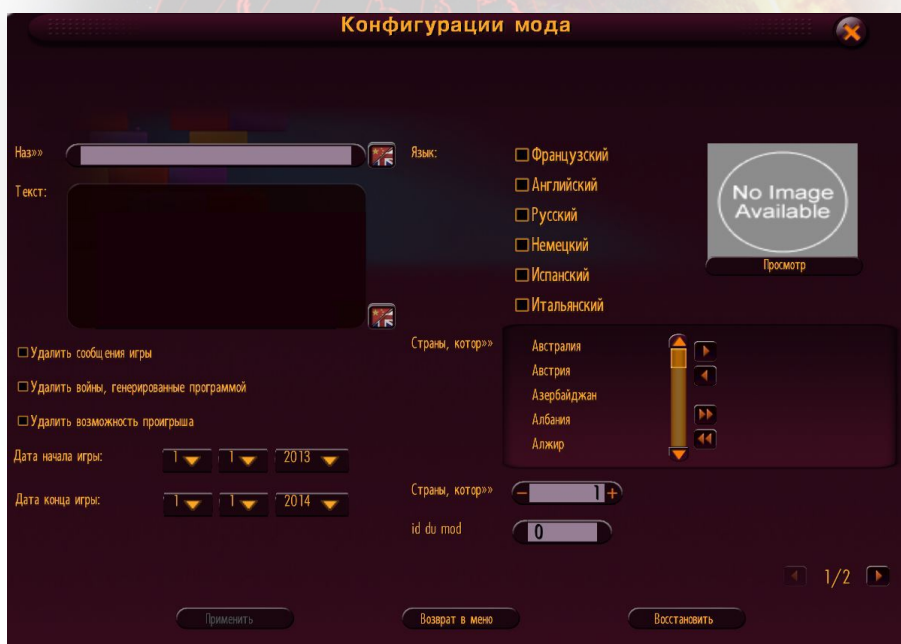 Конфигурации мода
Наз»»
Текст:
Удалить сообщения игры
Удалить войны, генерированные программой
Удалить возможность проигрыша
Дата начала игры: 1 1 2013
Дата конца игры: 1 1 2014
Язык:
Французский
Английский
Русский
Немецкий
Испанский
Итальянский
No Image
Available
Просмотр
Страны, котор»»
Австралия
Австрия
Азербайджан
Албания
Алжир
Страны, котор»» 1
id du mod 0
1/2
Применить
Возврат в меню
Восстановить